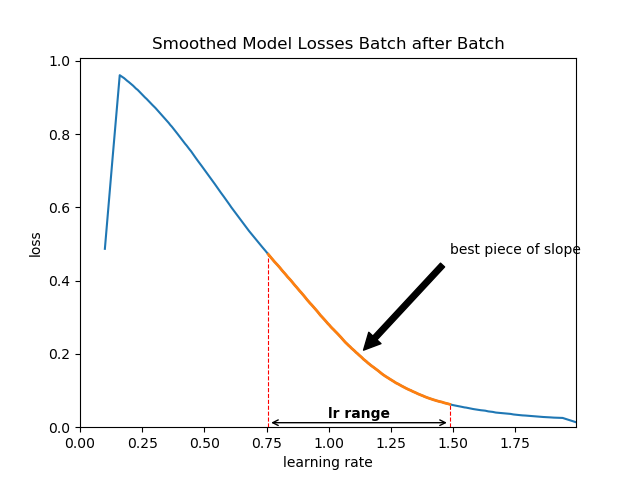 Smoothed Model Losses Batch after Batch
1.0
0.8
0.6
0.4
0.2
0.0
loss
best piece of slope
lr range
0.00 0.25 0.50 0.75 1.00 1.25 1.50 1.75
learning rate